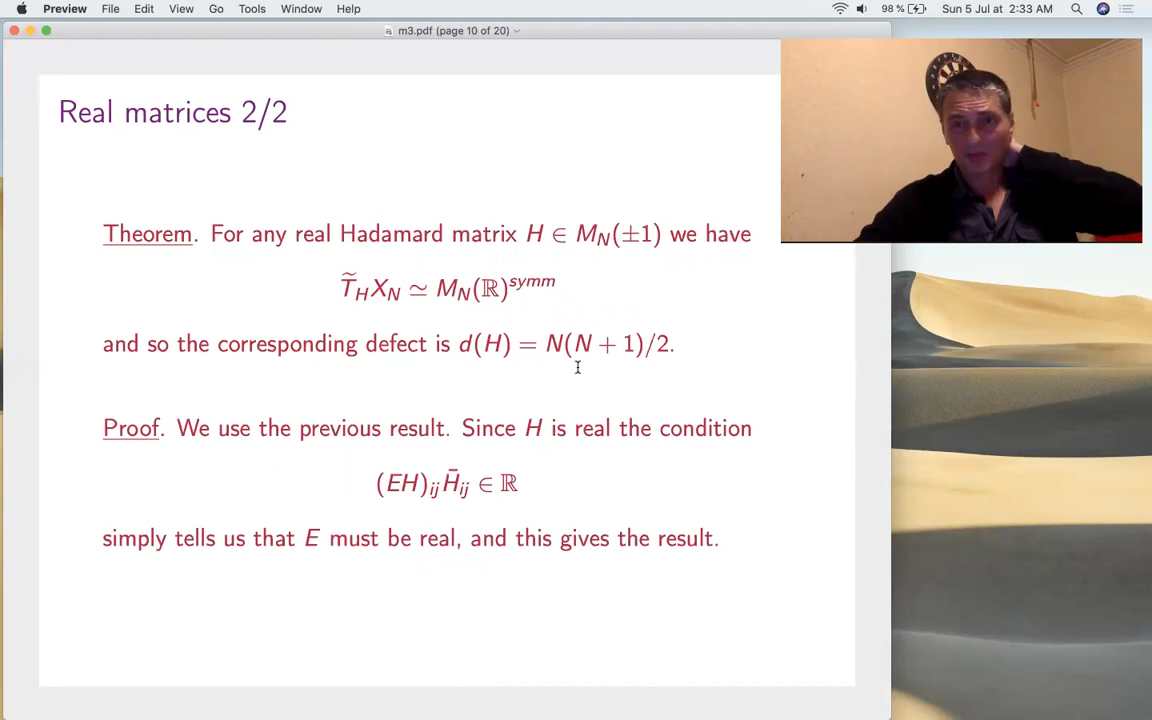 Preview File Edit View Go Tools Window Help 98 % Sun 5 Jul at 2:33 AM
m3.pdf (page 10 of 20)
Real matrices 2/2
Theorem. For any real Hadamard matrix H ∈ M_N(±1) we have
T̃_H X_N ≃ M_N(ℝ)^symm
and so the corresponding defect is d(H) = N(N + 1)/2.
Proof. We use the previous result. Since H is real the condition
(EH)_ij H̄_ij ∈ ℝ
simply tells us that E must be real, and this gives the result.